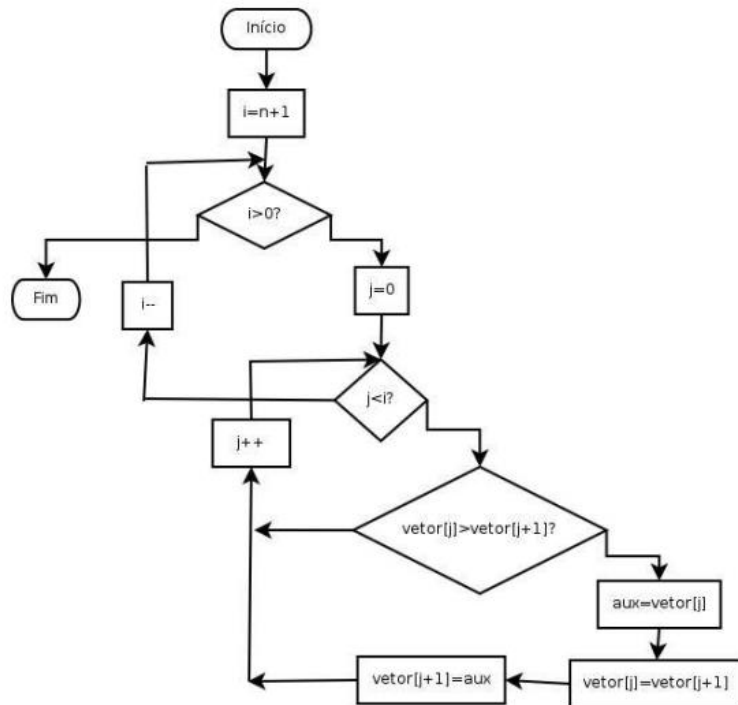 Início
i=n+1
i>0?
Fim
i--
j=0
j<i?
j++
vetor[j]>vetor[j+1]?
aux=vetor[j]
vetor[j]=vetor[j+1]
vetor[j+1]=aux